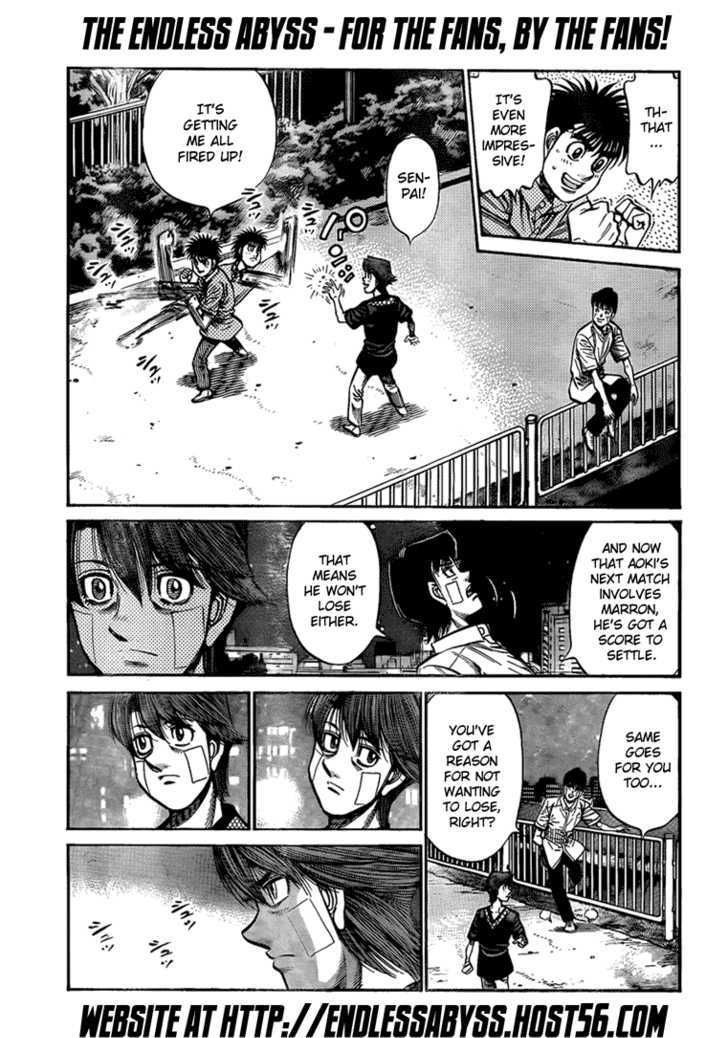 THE ENDLESS ABYSS - FOR THE FANS, BY THE FANS!
TH-
THAT
...
IT'S
EVEN
MORE
IMPRES-
SIVE!
IT'S
GETTING
ME ALL
FIRED UP!
SEN-
PAI!
AND NOW
THAT AOKI'S
NEXT MATCH
INVOLVES
MARRON,
HE'S GOT A
SCORE TO
SETTLE.
THAT
MEANS
HE WON'T
LOSE
EITHER.
SAME
GOES
FOR YOU
TOO...
YOU'VE
GOT A
REASON
FOR NOT
WANTING
TO LOSE,
RIGHT?
WEBSITE AT HTTP://ENDLESSABYSS.HOST56.COM